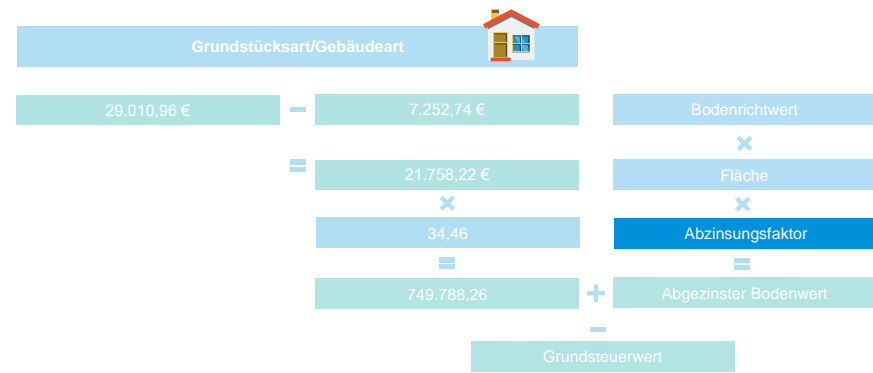 Grundstücksart/Gebäudeart
29.010,96 € − 7.252,74 € Bodenrichtwert
×
= 21.758,22 € Fläche
× ×
34,46 Abzinsungsfaktor
= =
749.788,26 + Abgezinster Bodenwert
−
Grundsteuerwert